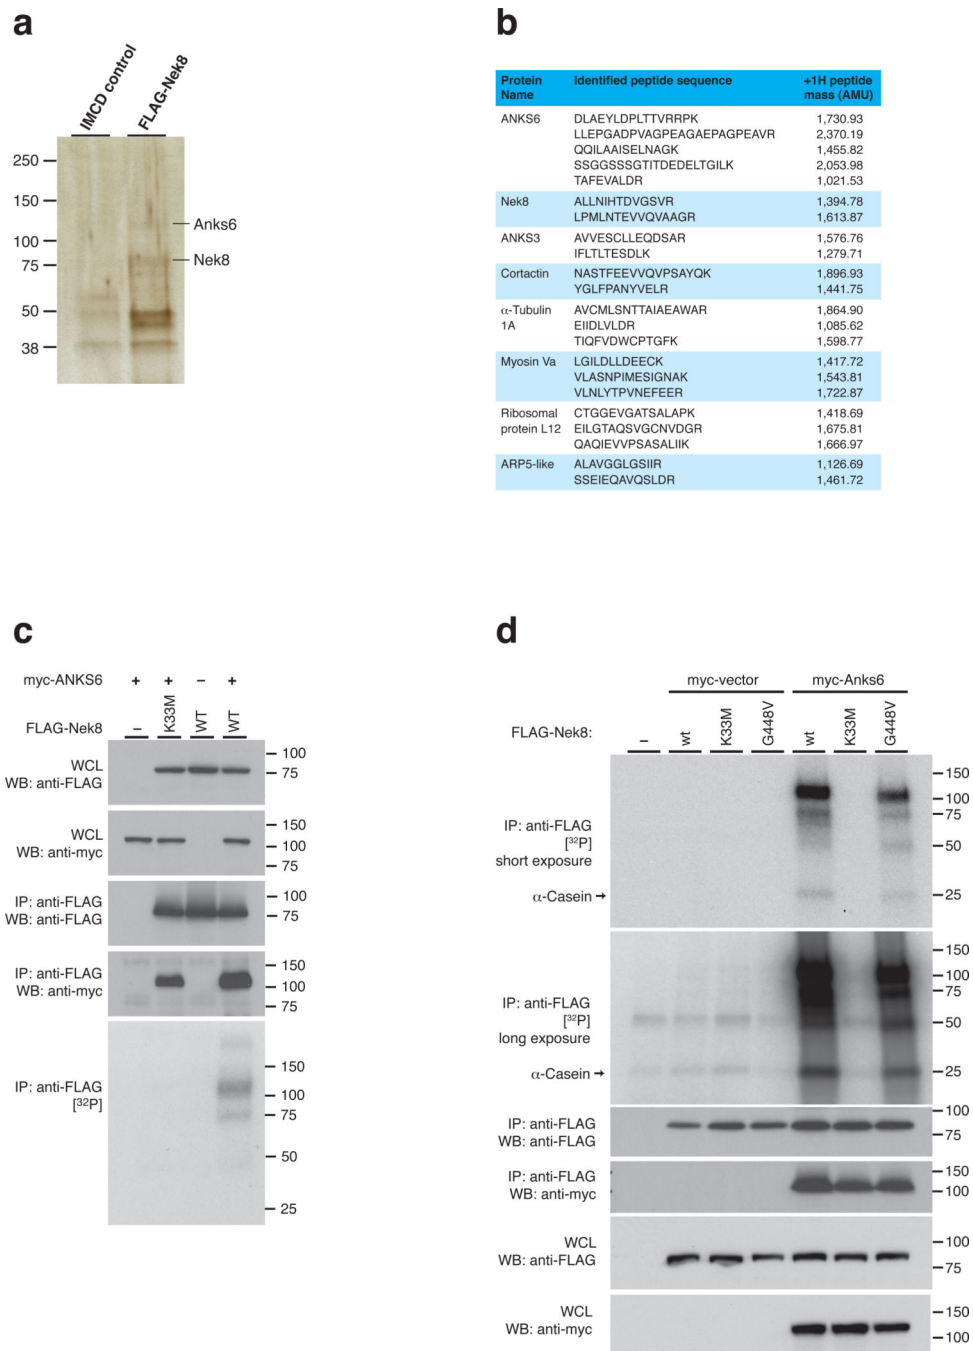 a
IMCD control
FLAG-Nek8
250
150
100
75
50
38
Anks6
Nek8
b
Protein Name Identified peptide sequence +1H peptide mass (AMU)
ANKS6 DLAEYLDPLTTVRRPK 1,730.93
LLEPGADPVAGPEAGAEPAGPEAVR 2,370.19
QQILAAISELNAGK 1,455.82
SSGGSSSGTITDEDELTGILK 2,053.98
TAFEVALDR 1,021.53
Nek8 ALLNIHTDVGSVR 1,394.78
LPMLNTEVVQVAAGR 1,613.87
ANKS3 AVVESCLLEQDSAR 1,576.76
IFLTLTESDLK 1,279.71
Cortactin NASTFEEVVQVPSAYQK 1,896.93
YGLFPANYVELR 1,441.75
α-Tubulin AVCMLSNTTAIAEAWAR 1,864.90
1A EIIDLVLDR 1,085.62
TIQFVDWCPTGFK 1,598.77
Myosin Va LGILDLLDEECK 1,417.72
VLASNPIMESIGNAK 1,543.81
VLNLYTPVNEFEER 1,722.87
Ribosomal CTGGEVGATSALAPK 1,418.69
protein L12 EILGTAQSVGCNVDGR 1,675.81
QAQIEVVPSASALIIK 1,666.97
ARP5-like ALAVGGLGSIIR 1,126.69
SSEIEQAVQSLDR 1,461.72
c
myc-ANKS6 + + – +
FLAG-Nek8 – K33M WT WT
WCL
WB: anti-FLAG
100
75
WCL
WB: anti-myc
150
100
75
IP: anti-FLAG
WB: anti-FLAG
100
75
IP: anti-FLAG
WB: anti-myc
150
100
75
IP: anti-FLAG
[32P]
150
100
75
50
25
d
myc-vector myc-Anks6
FLAG-Nek8: – wt K33M G448V wt K33M G448V
IP: anti-FLAG
[32P]
short exposure
α-Casein →
150
100
75
50
25
IP: anti-FLAG
[32P]
long exposure
α-Casein →
150
100
75
50
25
IP: anti-FLAG
WB: anti-FLAG
100
75
IP: anti-FLAG
WB: anti-myc
150
100
WCL
WB: anti-FLAG
100
75
WCL
WB: anti-myc
150
100